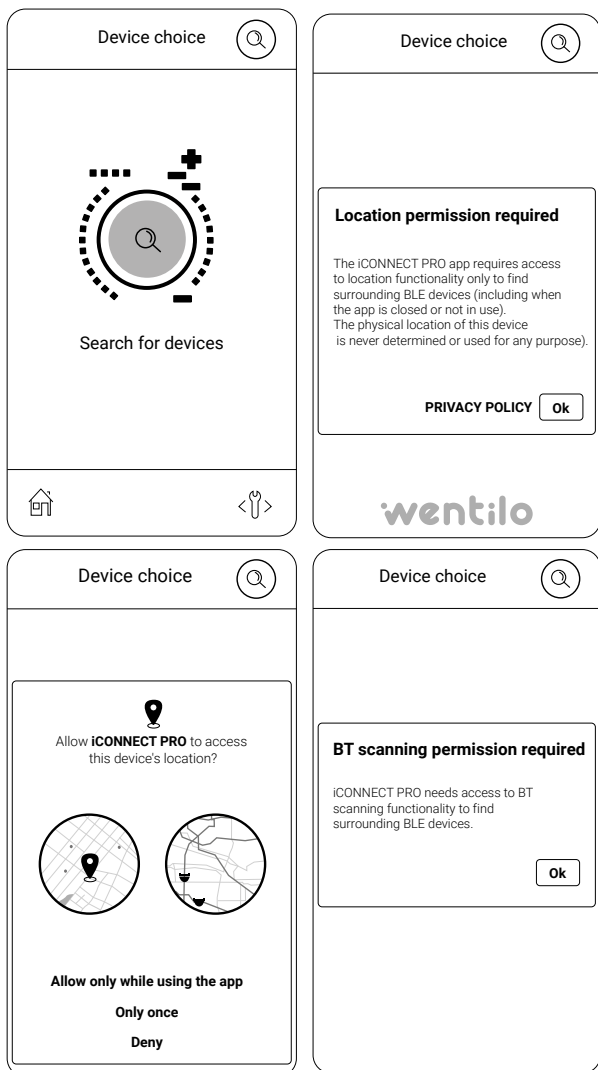 Device choice
Search for devices
Device choice
Location permission required
The iCONNECT PRO app requires access
to location functionality only to find
surrounding BLE devices (including when
the app is closed or not in use).
The physical location of this device
is never determined or used for any purpose).
PRIVACY POLICY Ok
wentilo
Device choice
Allow iCONNECT PRO to access
this device's location?
Allow only while using the app
Only once
Deny
Device choice
BT scanning permission required
iCONNECT PRO needs access to BT
scanning functionality to find
surrounding BLE devices.
Ok